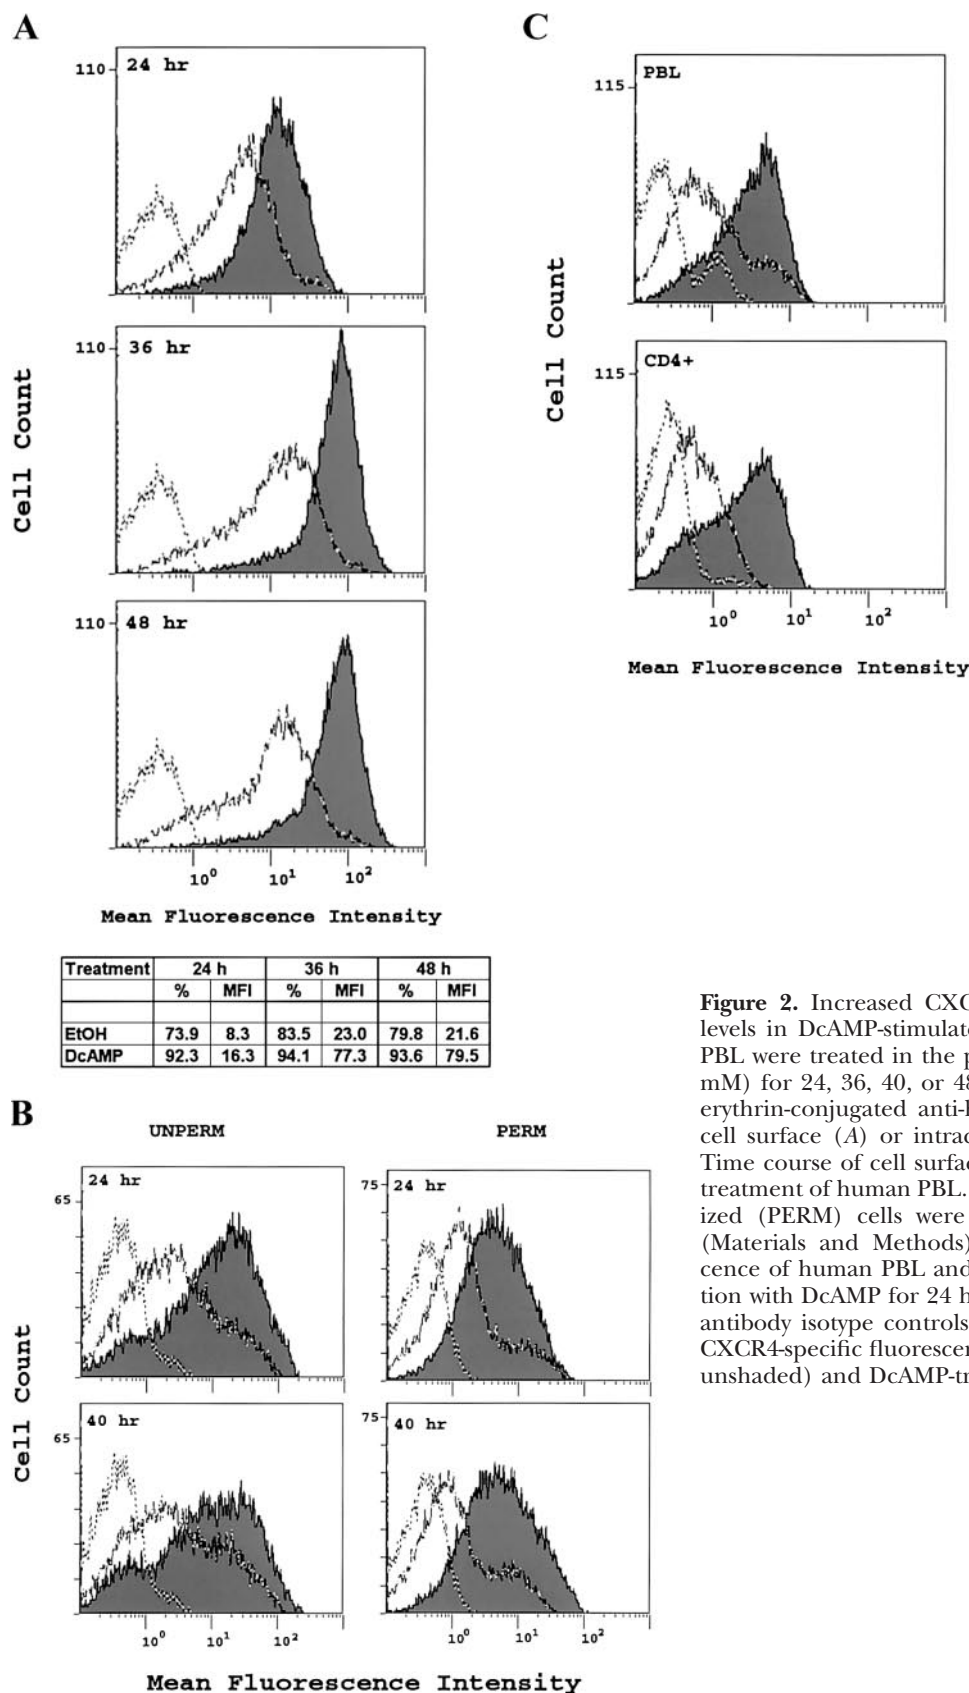 A
110
24 hr
110
36 hr
Cell Count
110
48 hr
10^0 10^1 10^2
Mean Fluorescence Intensity
Treatment 24 h 36 h 48 h
% MFI % MFI % MFI
EtOH 73.9 8.3 83.5 23.0 79.8 21.6
DcAMP 92.3 16.3 94.1 77.3 93.6 79.5
B
UNPERM PERM
65
24 hr
75
24 hr
Cell Count
65
40 hr
75
40 hr
10^0 10^1 10^2
10^0 10^1 10^2
Mean Fluorescence Intensity
C
115
PBL
Cell Count
115
CD4+
10^0 10^1 10^2
Mean Fluorescence Intensity
Figure 2. Increased CXC
levels in DcAMP-stimulate
PBL were treated in the p
mM) for 24, 36, 40, or 48
erythrin-conjugated anti-
cell surface (A) or intrac
Time course of cell surfac
treatment of human PBL.
ized (PERM) cells were
(Materials and Methods)
cence of human PBL and
tion with DcAMP for 24 h
antibody isotype controls
CXCR4-specific fluorescen
unshaded) and DcAMP-tr